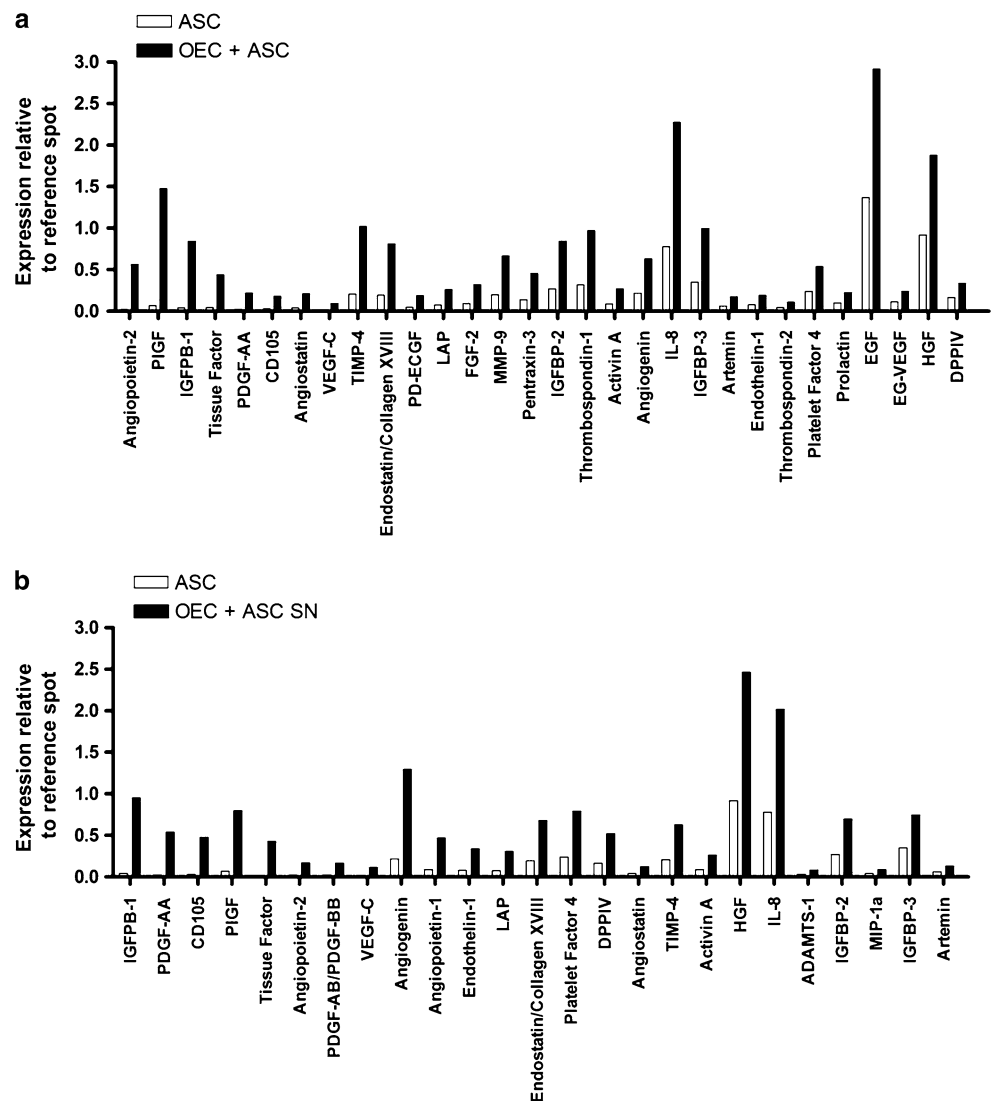 a
ASC
OEC + ASC
Expression relative
to reference spot
3.0
2.5
2.0
1.5
1.0
0.5
0.0
Angiopoietin-2
PIGF
IGFPB-1
Tissue Factor
PDGF-AA
CD105
Angiostatin
VEGF-C
TIMP-4
Endostatin/Collagen XVIII
PD-ECGF
LAP
FGF-2
MMP-9
Pentraxin-3
IGFBP-2
Thrombospondin-1
Activin A
Angiogenin
IL-8
IGFBP-3
Artemin
Endothelin-1
Thrombospondin-2
Platelet Factor 4
Prolactin
EGF
EG-VEGF
HGF
DPPIV
b
ASC
OEC + ASC SN
Expression relative
to reference spot
3.0
2.5
2.0
1.5
1.0
0.5
0.0
IGFPB-1
PDGF-AA
CD105
PIGF
Tissue Factor
Angiopoietin-2
PDGF-AB/PDGF-BB
VEGF-C
Angiogenin
Angiopoietin-1
Endothelin-1
LAP
Endostatin/Collagen XVIII
Platelet Factor 4
DPPIV
Angiostatin
TIMP-4
Activin A
HGF
IL-8
ADAMTS-1
IGFBP-2
MIP-1a
IGFBP-3
Artemin